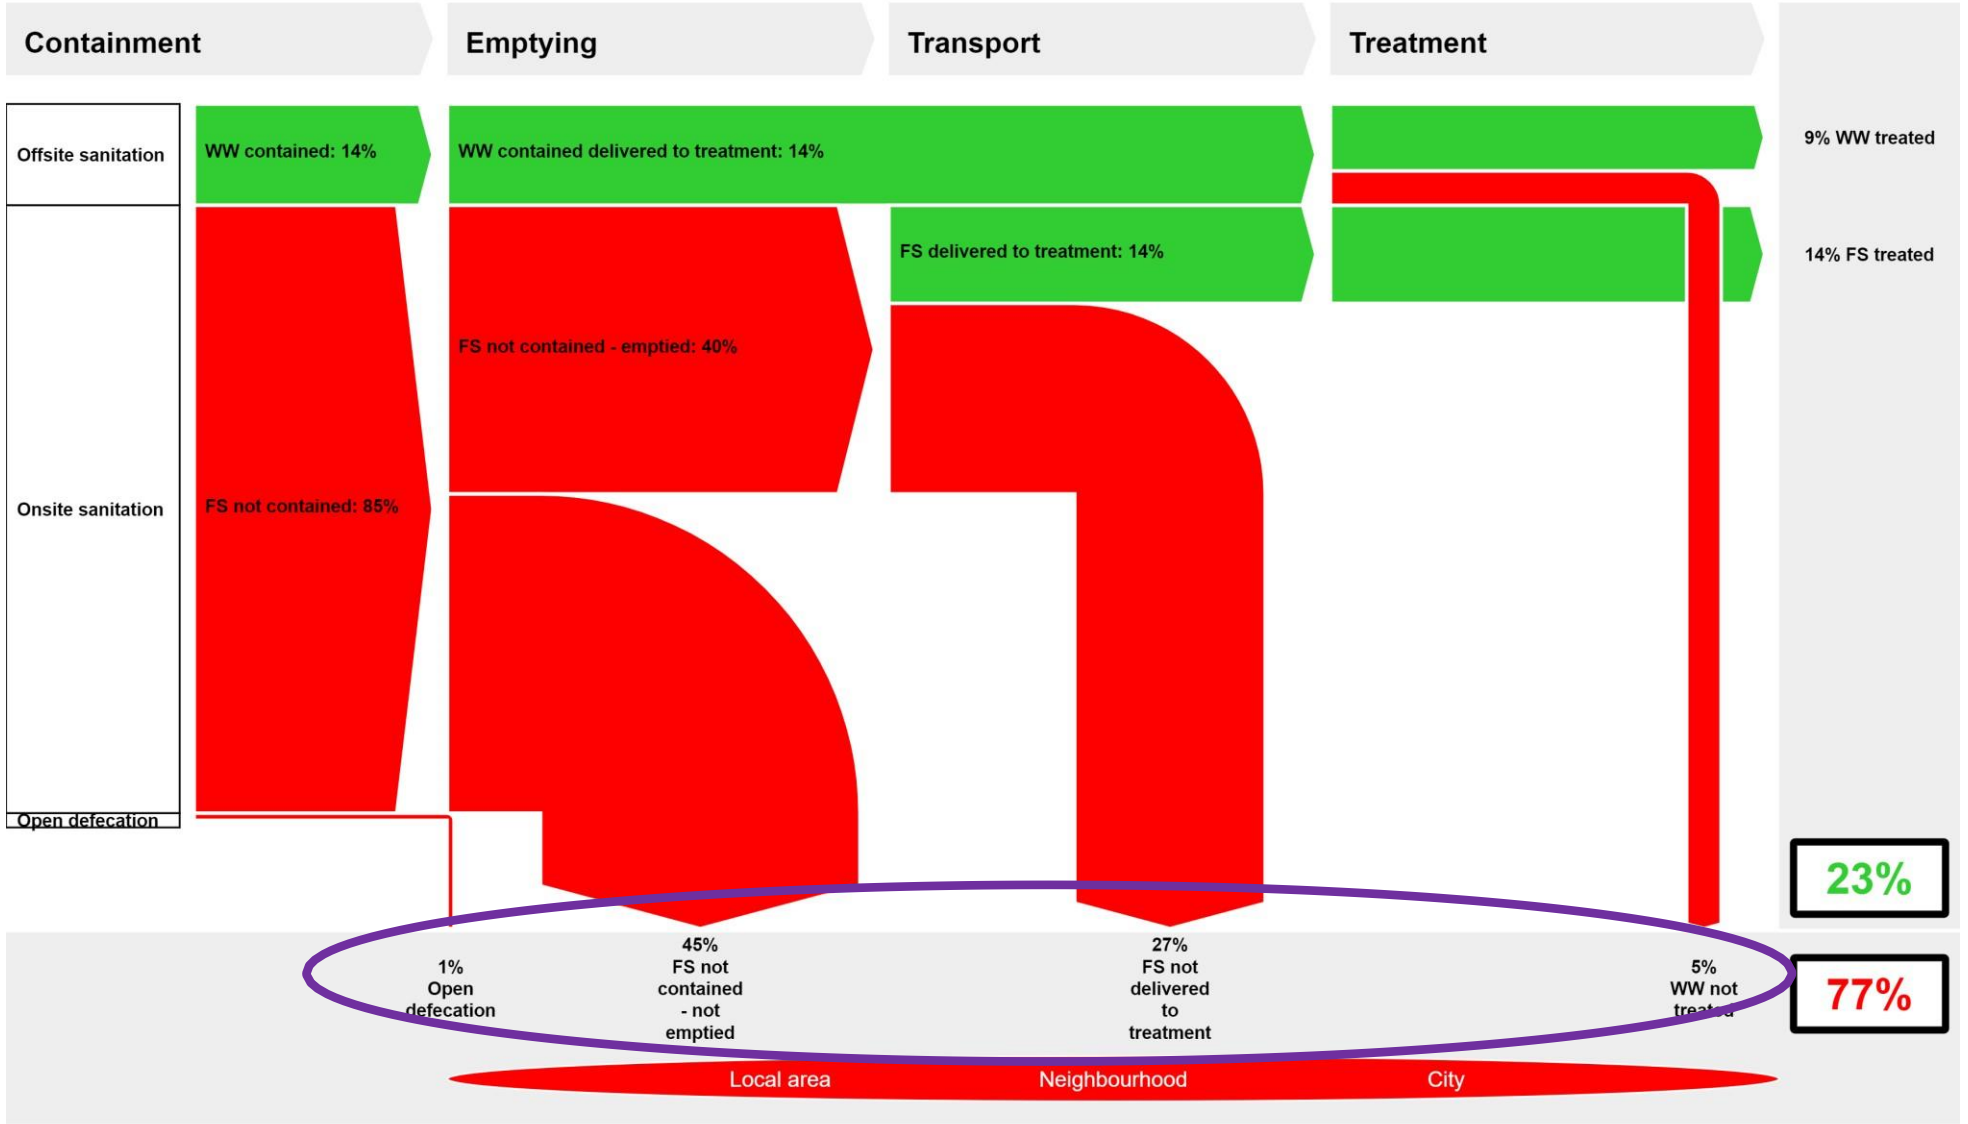 Containment
Emptying
Transport
Treatment
Offsite sanitation
WW contained: 14%
WW contained delivered to treatment: 14%
9% WW treated
FS delivered to treatment: 14%
14% FS treated
FS not contained - emptied: 40%
Onsite sanitation
FS not contained: 85%
Open defecation
23%
1%
Open
defecation
45%
FS not
contained
- not
emptied
27%
FS not
delivered
to
treatment
5%
WW not
treated
77%
Local area
Neighbourhood
City